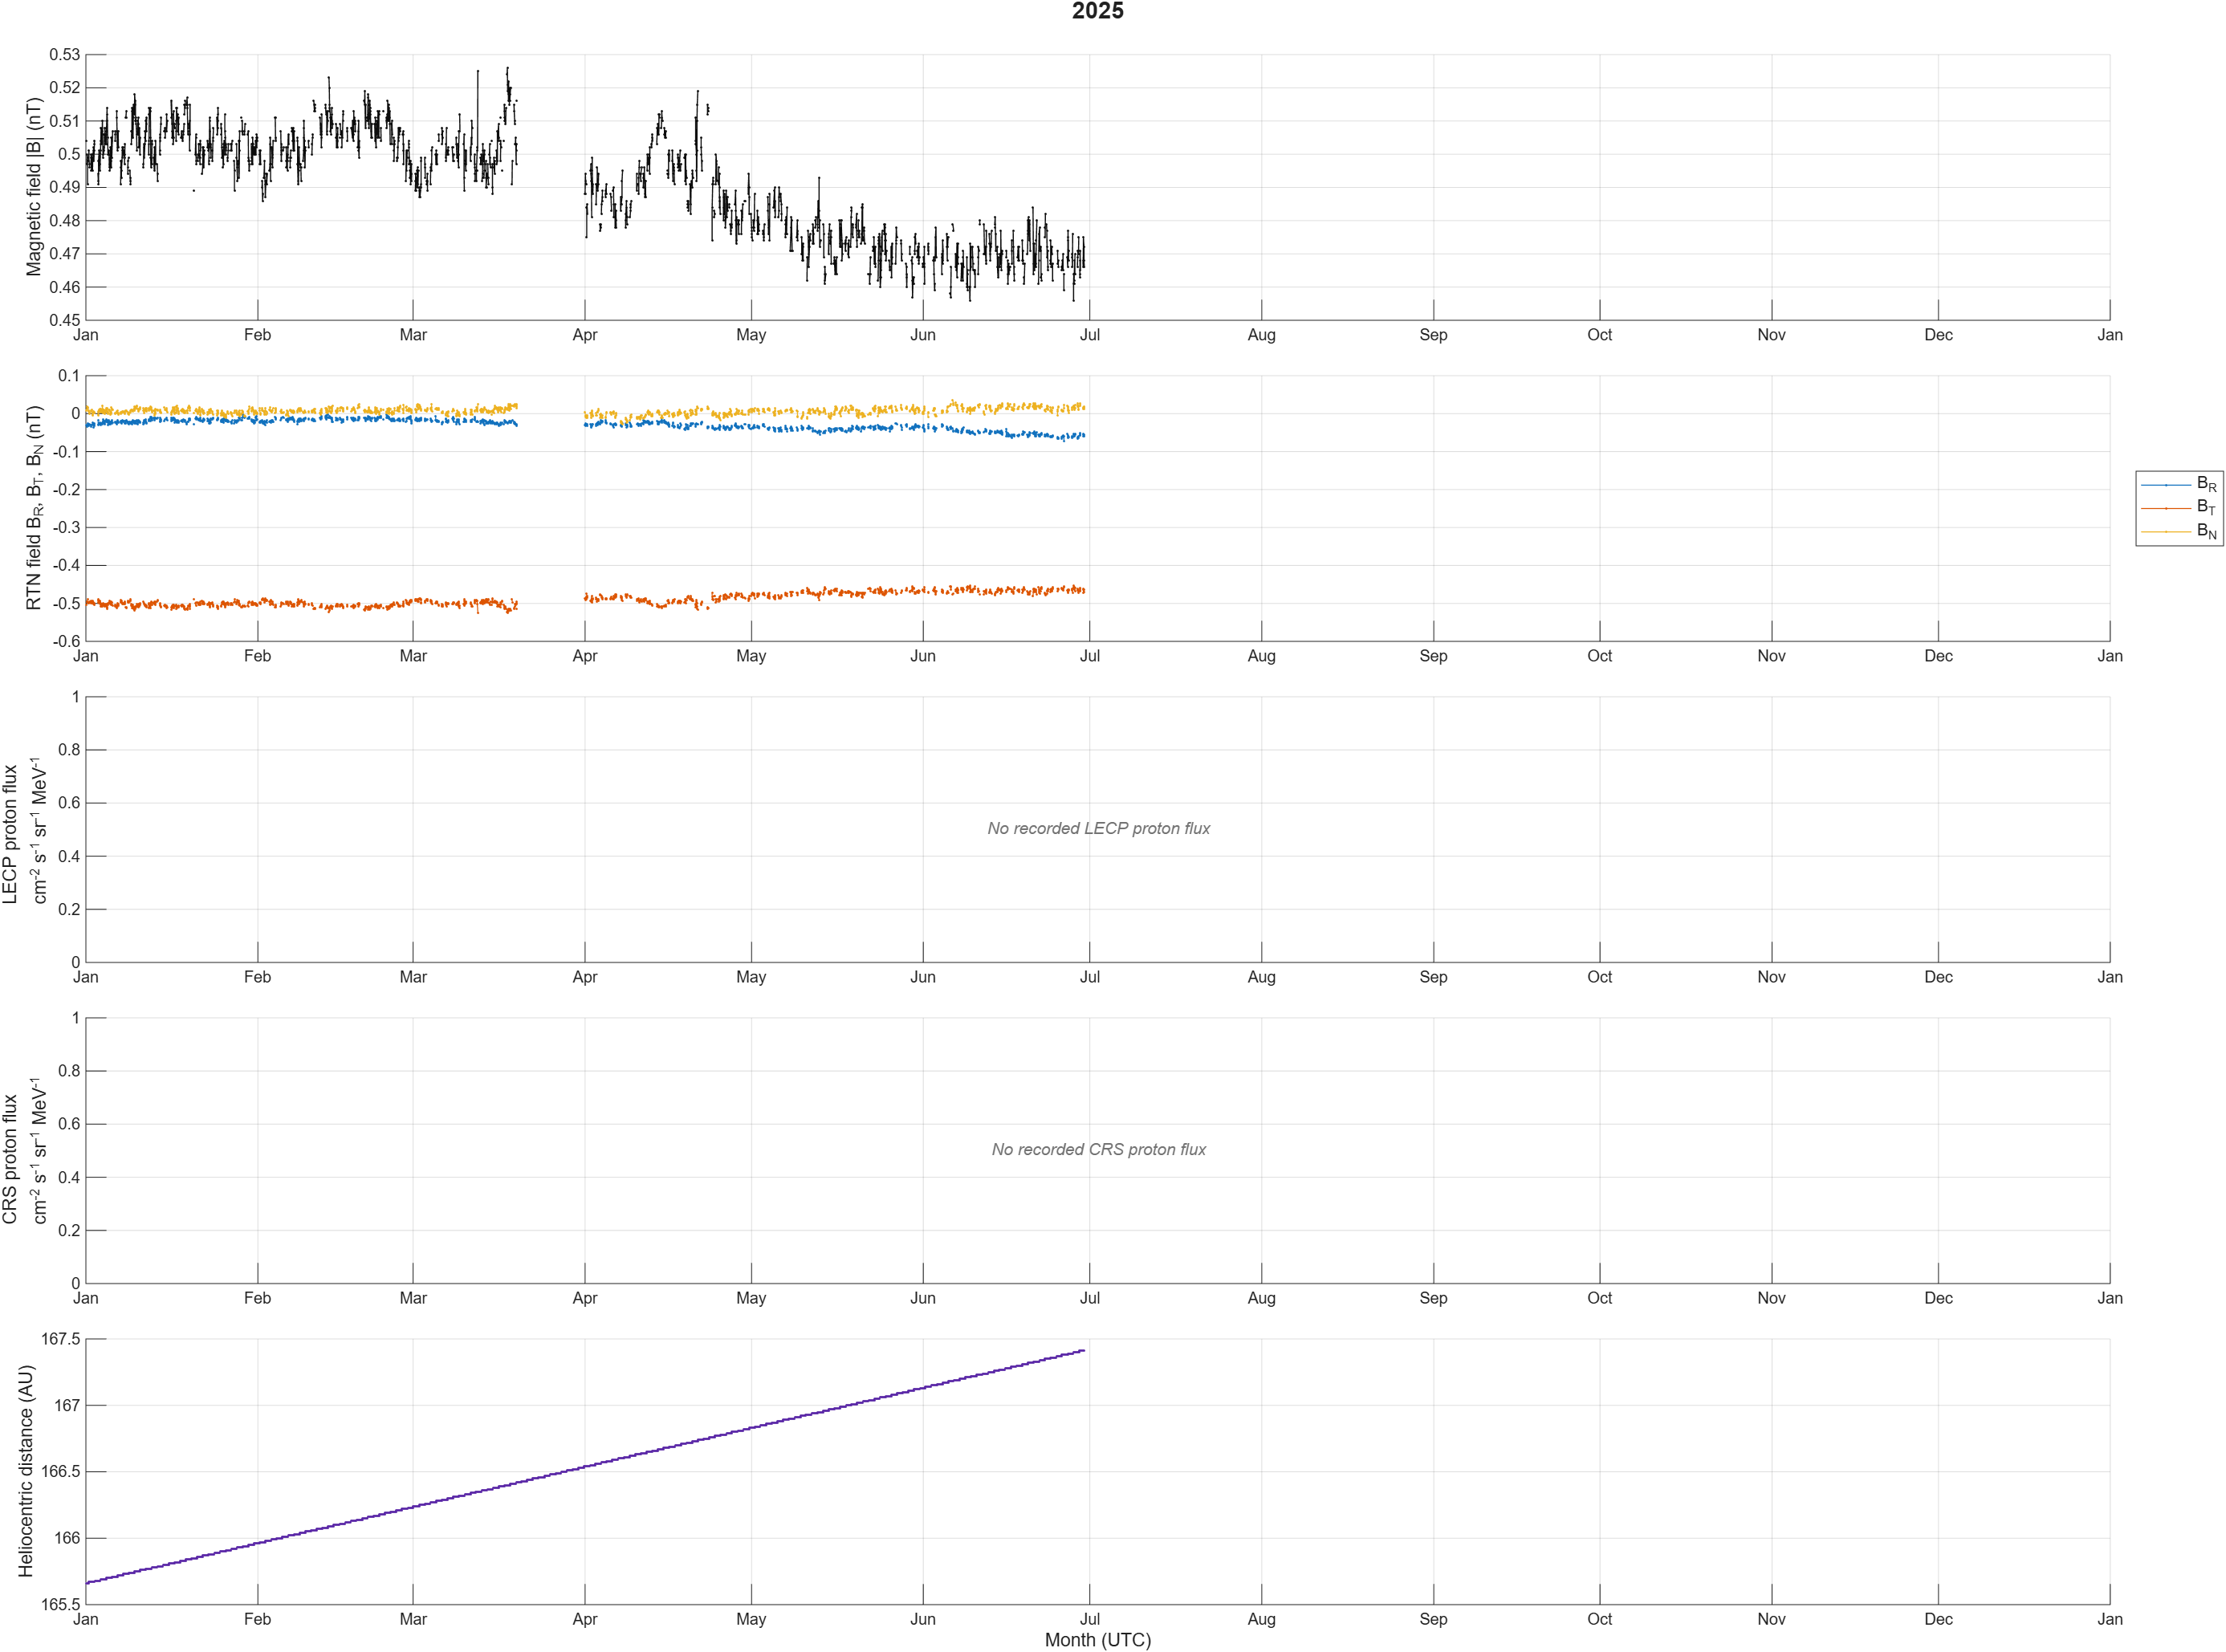 2025
Magnetic field |B| (nT)
0.53
0.52
0.51
0.5
0.49
0.48
0.47
0.46
0.45
Jan Feb Mar Apr May Jun Jul Aug Sep Oct Nov Dec Jan
RTN field B_R, B_T, B_N (nT)
0.1
0
-0.1
-0.2
-0.3
-0.4
-0.5
-0.6
Jan Feb Mar Apr May Jun Jul Aug Sep Oct Nov Dec Jan
B_R
B_T
B_N
LECP proton flux
cm^-2 s^-1 sr^-1 MeV^-1
1
0.8
0.6
0.4
0.2
0
No recorded LECP proton flux
Jan Feb Mar Apr May Jun Jul Aug Sep Oct Nov Dec Jan
CRS proton flux
cm^-2 s^-1 sr^-1 MeV^-1
1
0.8
0.6
0.4
0.2
0
No recorded CRS proton flux
Jan Feb Mar Apr May Jun Jul Aug Sep Oct Nov Dec Jan
Heliocentric distance (AU)
167.5
167
166.5
166
165.5
Jan Feb Mar Apr May Jun Jul Aug Sep Oct Nov Dec Jan
Month (UTC)